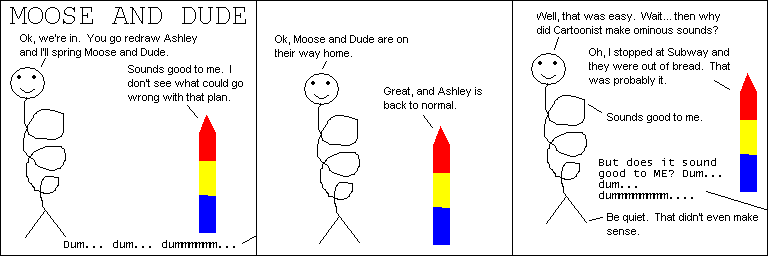 MOOSE AND DUDE
Ok, we're in.  You go redraw Ashley
and I'll spring Moose and Dude.
Sounds good to me.  I
don't see what could go
wrong with that plan.
Dum... dum... dummmmmmm...
Ok, Moose and Dude are on
their way home.
Great, and Ashley is
back to normal.
Well, that was easy.  Wait... then why
did Cartoonist make ominous sounds?
Oh, I stopped at Subway and
they were out of bread.  That
was probably it.
Sounds good to me.
But does it sound
good to ME? Dum...
dum...
dummmmmmmm....
Be quiet.  That didn't even make
sense.